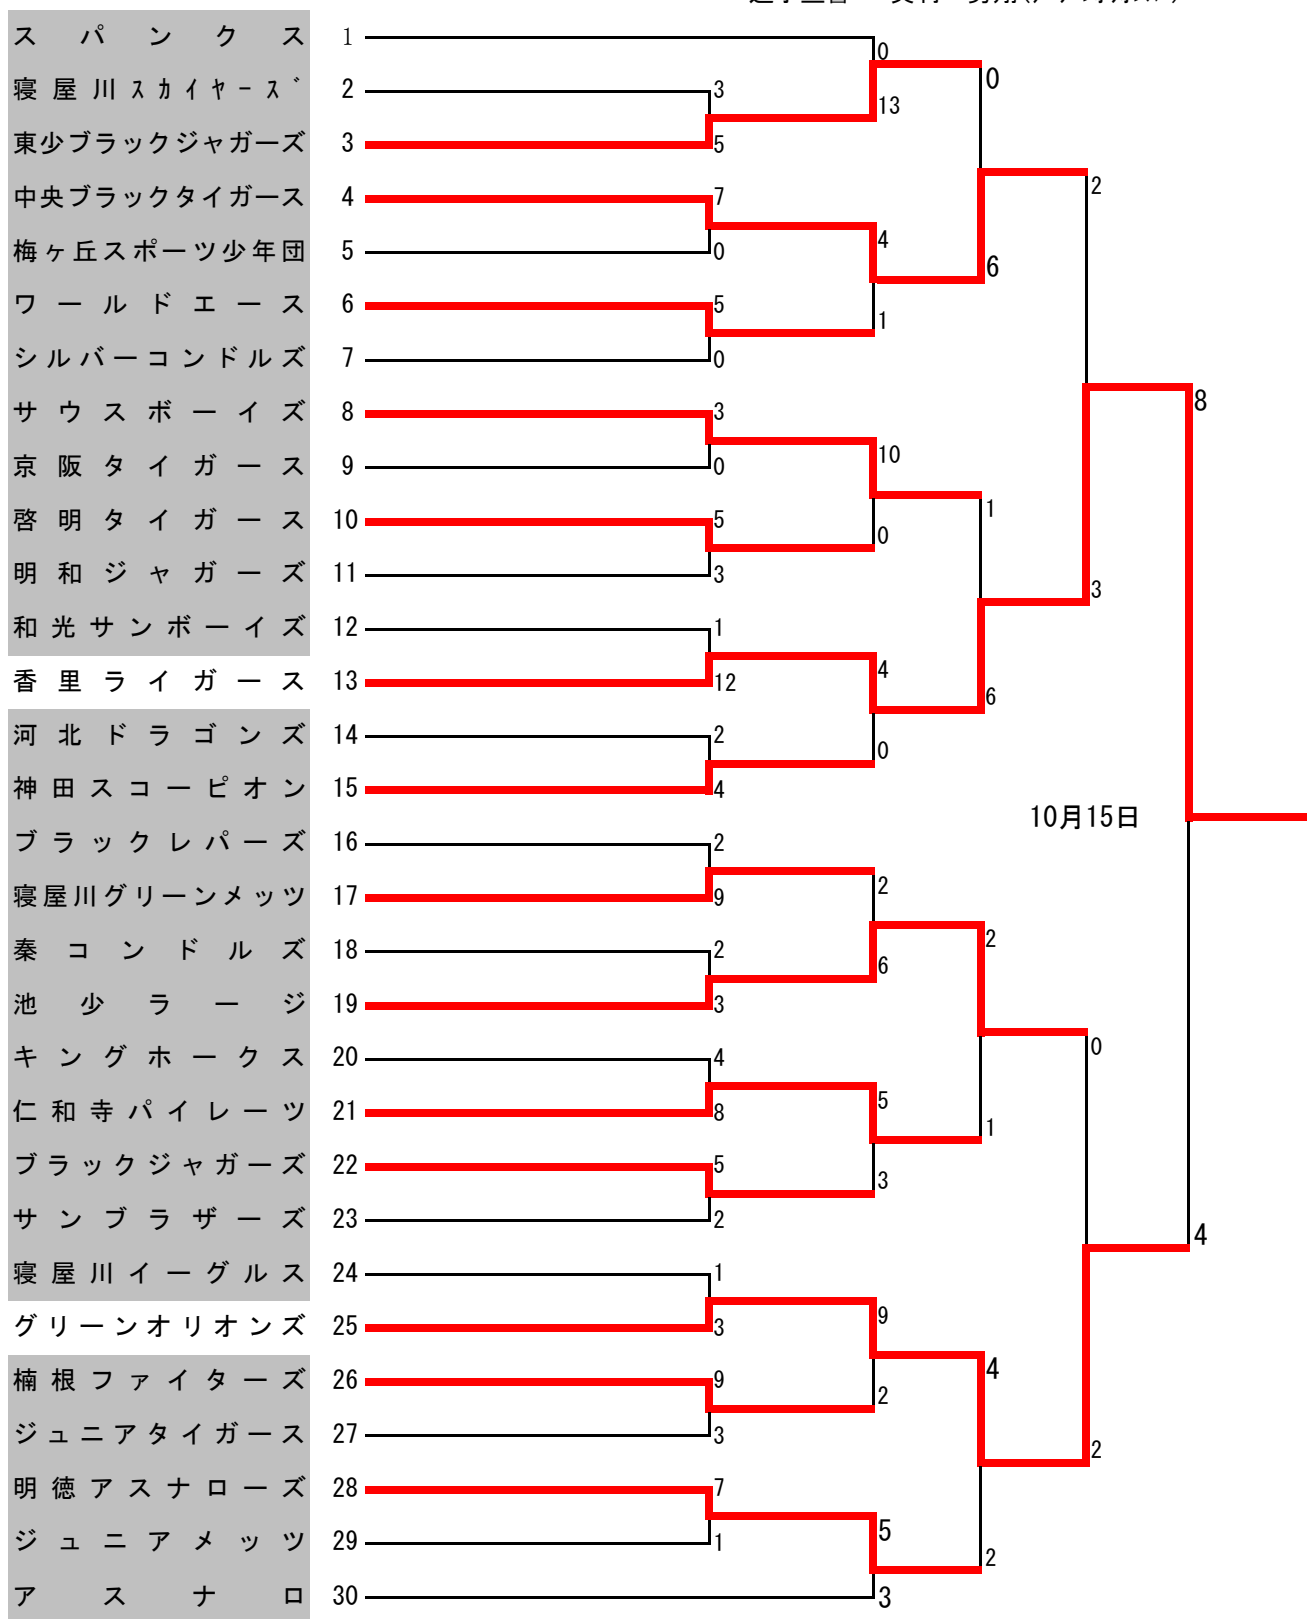 スパンクス 1
0
寝屋川スカイヤーズ 2 3
0
13
東少ブラックジャガーズ 3 5
中央ブラックタイガース 4 7
2
4
梅ヶ丘スポーツ少年団 5 0
6
ワールドエース 6 5
1
シルバーコンドルズ 7 0
8
サウスボーイズ 8 3
10
京阪タイガース 9 0
1
啓明タイガース 10 5
0
明和ジャガーズ 11 3
3
和光サンボーイズ 12 1
4
香里ライガース 13 12
6
河北ドラゴンズ 14 2
0
神田スコーピオン 15 4
10月15日
ブラックレパーズ 16 2
2
寝屋川グリーンメッツ 17 9
2
秦コンドルズ 18 2
6
池少ラージ 19 3
0
キングホークス 20 4
5
仁和寺パイレーツ 21 8
1
ブラックジャガーズ 22 5
3
サンブラザーズ 23 2
4
寝屋川イーグルス 24 1
9
グリーンオリオンズ 25 3
4
楠根ファイターズ 26 9
2
ジュニアタイガース 27 3
2
明徳アスナローズ 28 7
5
ジュニアメッツ 29 1
2
アスナロ 30 3